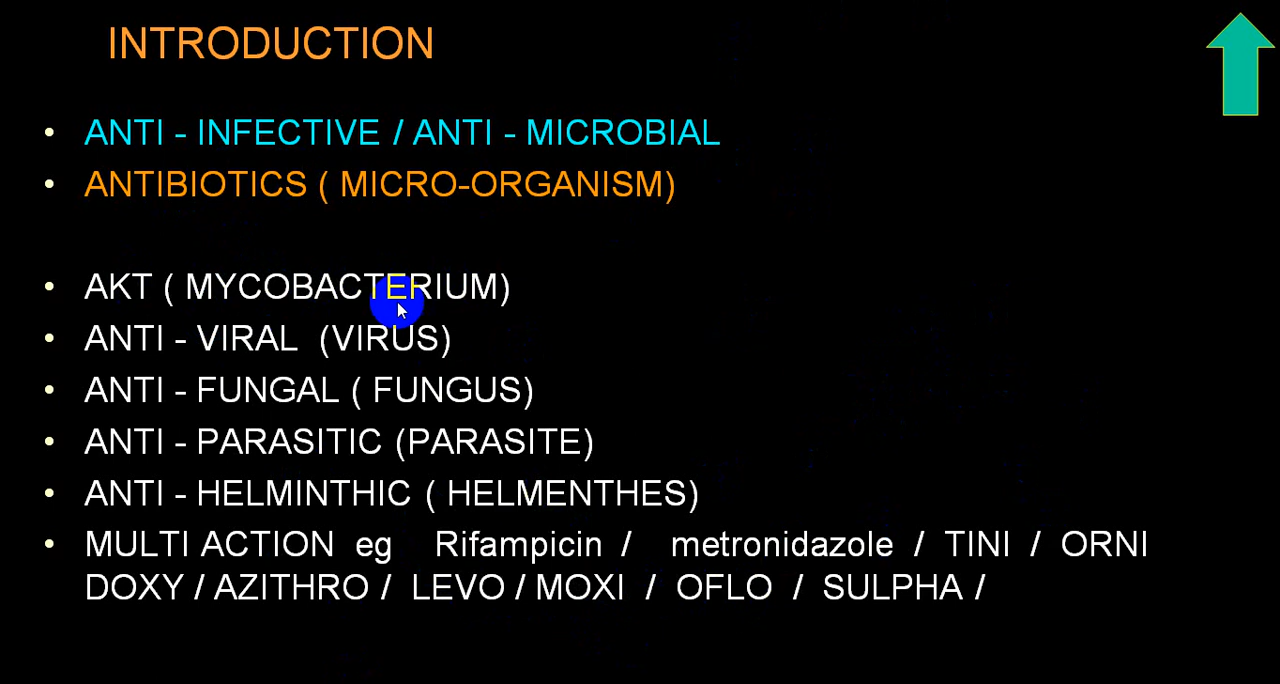 INTRODUCTION
• ANTI - INFECTIVE / ANTI - MICROBIAL
• ANTIBIOTICS ( MICRO-ORGANISM)
• AKT ( MYCOBACTERIUM)
• ANTI - VIRAL (VIRUS)
• ANTI - FUNGAL ( FUNGUS)
• ANTI - PARASITIC (PARASITE)
• ANTI - HELMINTHIC ( HELMENTHES)
• MULTI ACTION eg Rifampicin / metronidazole / TINI / ORNI
DOXY / AZITHRO / LEVO / MOXI / OFLO / SULPHA /